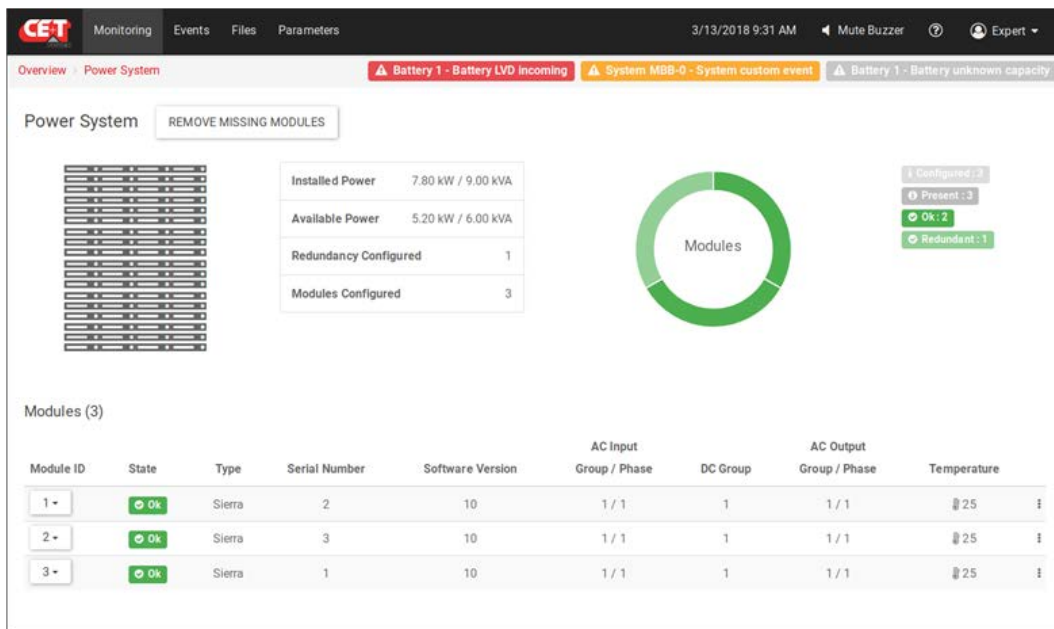 CE+T Monitoring Events Files Parameters 3/13/2018 9:31 AM Mute Buzzer ? Expert
Overview › Power System Battery 1 - Battery LVD incoming System MBB-0 - System custom event Battery 1 - Battery unknown capacity
Power System REMOVE MISSING MODULES
Installed Power 7.80 kW / 9.00 kVA
Available Power 5.20 kW / 6.00 kVA
Redundancy Configured 1
Modules Configured 3
Modules
Configured : 3
Present : 3
Ok : 2
Redundant : 1
Modules (3)
AC Input AC Output
Module ID State Type Serial Number Software Version Group / Phase DC Group Group / Phase Temperature
1 Ok Sierra 2 10 1 / 1 1 1 / 1 25
2 Ok Sierra 3 10 1 / 1 1 1 / 1 25
3 Ok Sierra 1 10 1 / 1 1 1 / 1 25